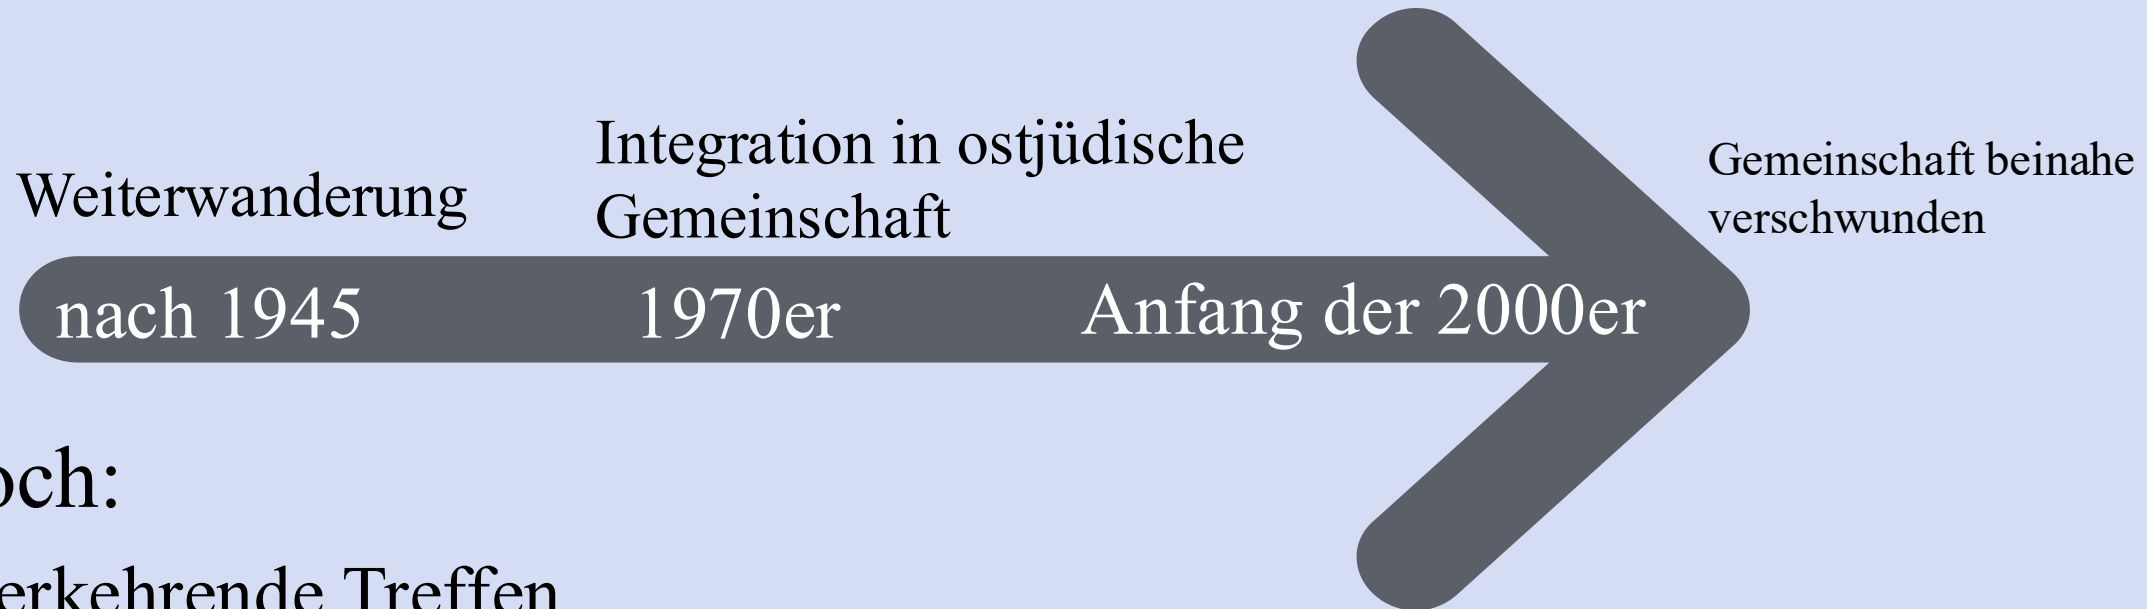 Weiterwanderung
Integration in ostjüdische
Gemeinschaft
Gemeinschaft beinahe
verschwunden
nach 1945
1970er
Anfang der 2000er
och:
erkehrende Treffen